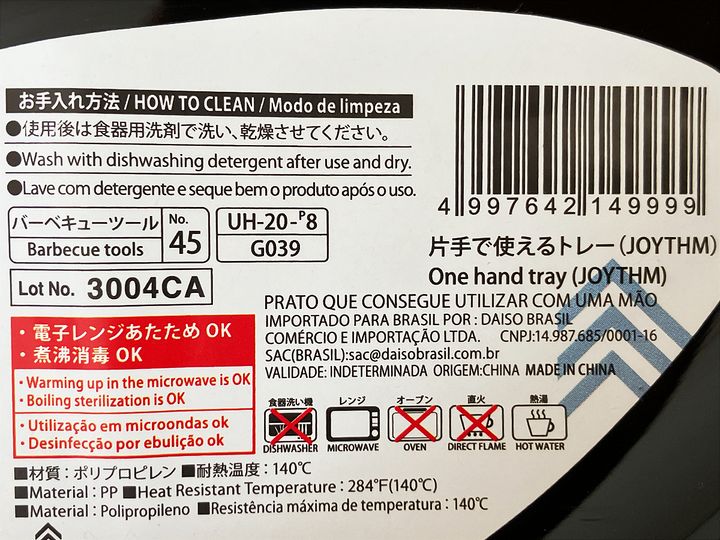 お手入れ方法 / HOW TO CLEAN / Modo de limpeza
●使用後は食器用洗剤で洗い、乾燥させてください。
●Wash with dishwashing detergent after use and dry.
●Lave com detergente e seque bem o produto após o uso.
バーベキューツール
Barbecue tools
No.
45
UH-20-P8
G039
Lot No. 3004CA
4 997642 149999
片手で使えるトレー（JOYTHM)
One hand tray (JOYTHM)
PRATO QUE CONSEGUE UTILIZAR COM UMA MÃO
IMPORTADO PARA BRASIL POR : DAISO BRASIL
COMÉRCIO E IMPORTAÇÃO LTDA. CNPJ:14.987.685/0001-16
SAC(BRASIL):sac@daisobrasil.com.br
VALIDADE: INDETERMINADA ORIGEM:CHINA MADE IN CHINA
・電子レンジあたため OK
・煮沸消毒 OK
・Warming up in the microwave is OK
・Boiling sterilization is OK
・Utilização em microondas ok
・Desinfecção por ebulição ok
食器洗い機
DISHWASHER
レンジ
MICROWAVE
オーブン
OVEN
直火
DIRECT FLAME
熱湯
HOT WATER
■材質：ポリプロピレン ■耐熱温度：140℃
■Material : PP ■Heat Resistant Temperature : 284℉(140℃)
■Material : Polipropileno ■Resistência máxima de temperatura : 140℃